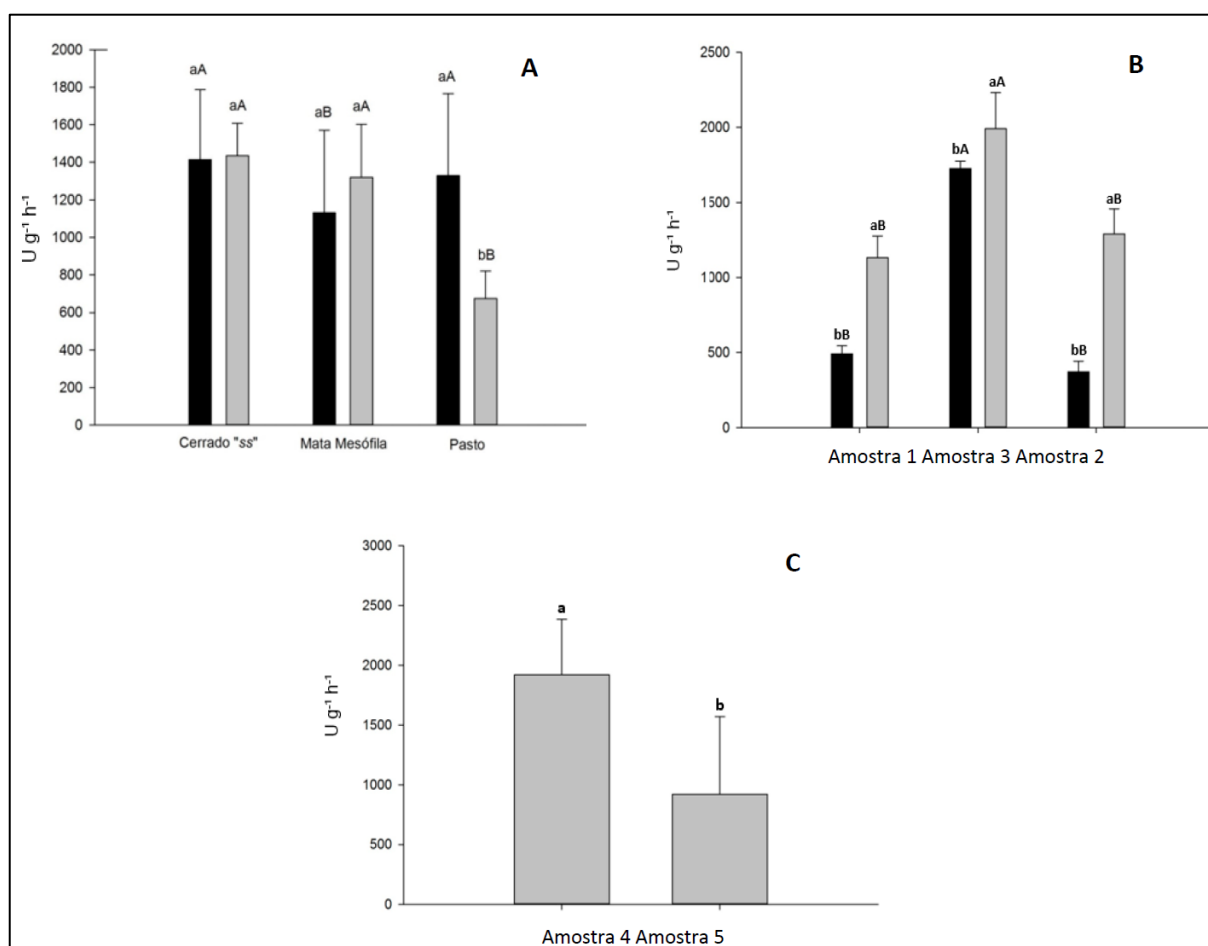 A
U g⁻¹ h⁻¹
2000
1800
1600
1400
1200
1000
800
600
400
200
0
aA
aA
aB
aA
aA
bB
Cerrado "ss" Mata Mesófila Pasto
B
U g⁻¹ h⁻¹
2500
2000
1500
1000
500
0
bB
aB
bA
aA
bB
aB
Amostra 1 Amostra 3 Amostra 2
C
U g⁻¹ h⁻¹
3000
2500
2000
1500
1000
500
0
a
b
Amostra 4 Amostra 5